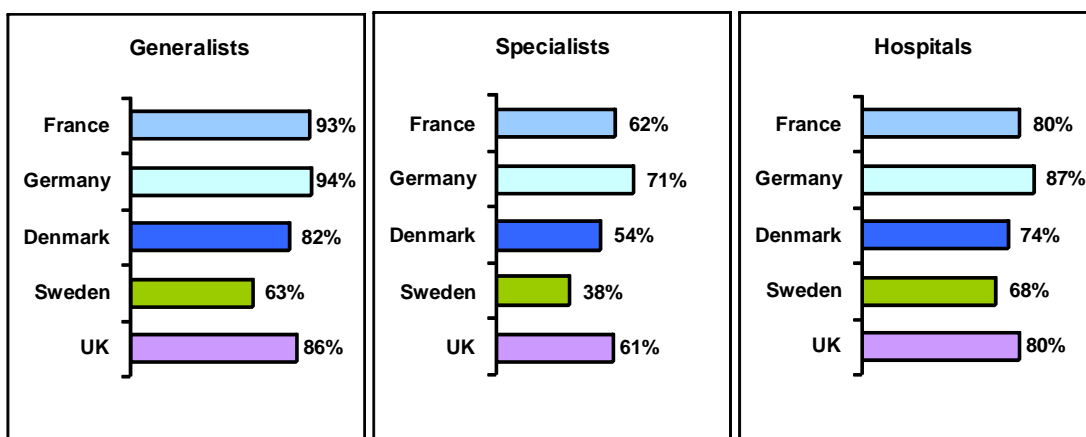 Generalists
France 93%
Germany 94%
Denmark 82%
Sweden 63%
UK 86%
Specialists
France 62%
Germany 71%
Denmark 54%
Sweden 38%
UK 61%
Hospitals
France 80%
Germany 87%
Denmark 74%
Sweden 68%
UK 80%